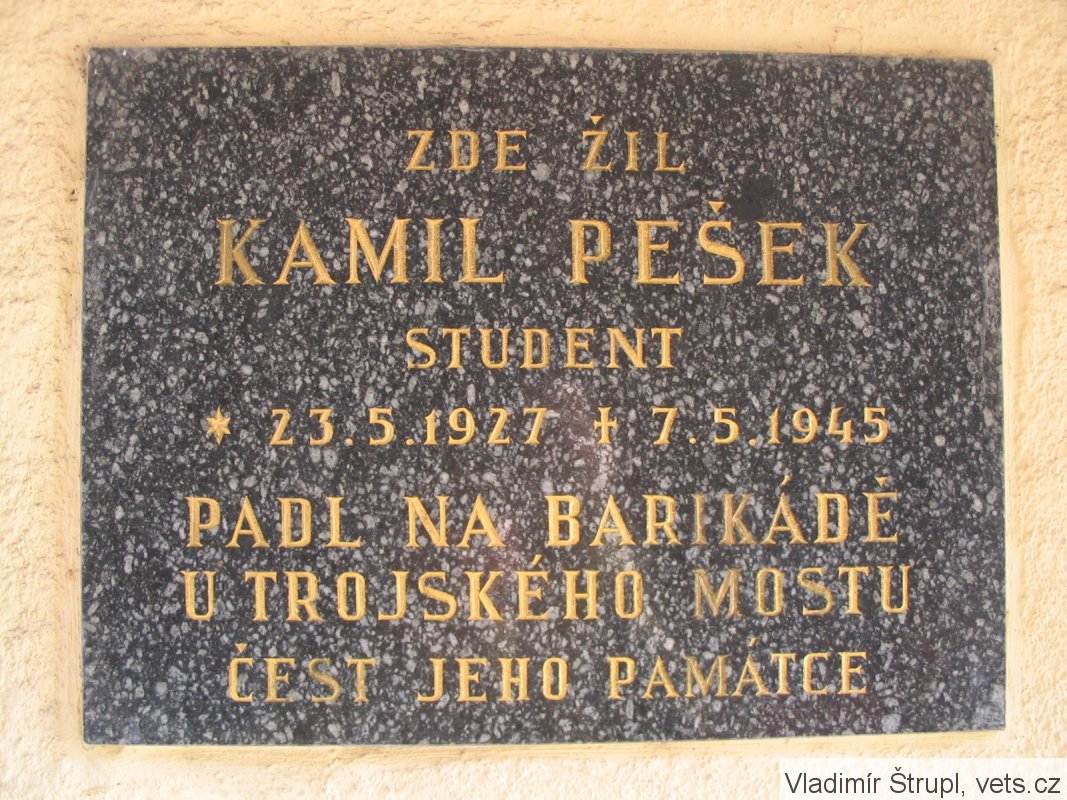 ZDE ŽIL
KAMIL PEŠEK
STUDENT
* 23.5.1927 † 7.5.1945
PADL NA BARIKÁDĚ
U TROJSKÉHO MOSTU
ČEST JEHO PAMÁTCE
Vladimír Štrupl, vets.cz